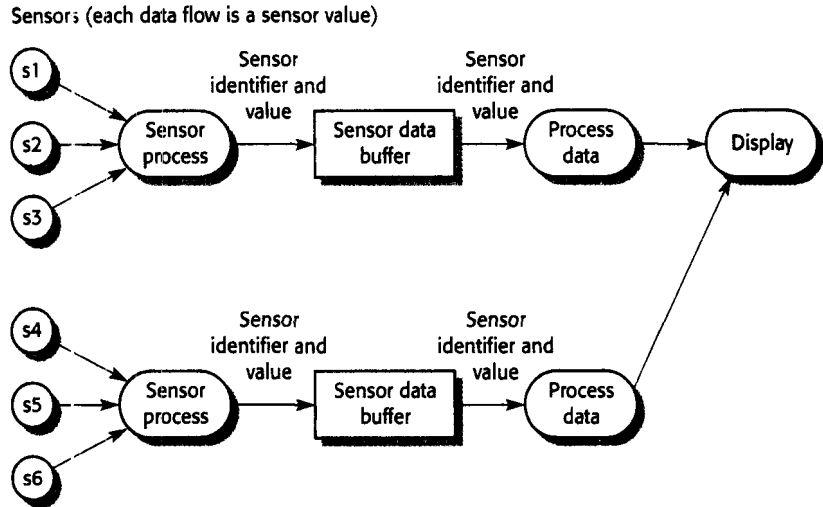 Sensors (each data flow is a sensor value)
s1
s2
s3
Sensor
process
Sensor
identifier and
value
Sensor data
buffer
Sensor
identifier and
value
Process
data
Display
s4
s5
s6
Sensor
process
Sensor
identifier and
value
Sensor data
buffer
Sensor
identifier and
value
Process
data